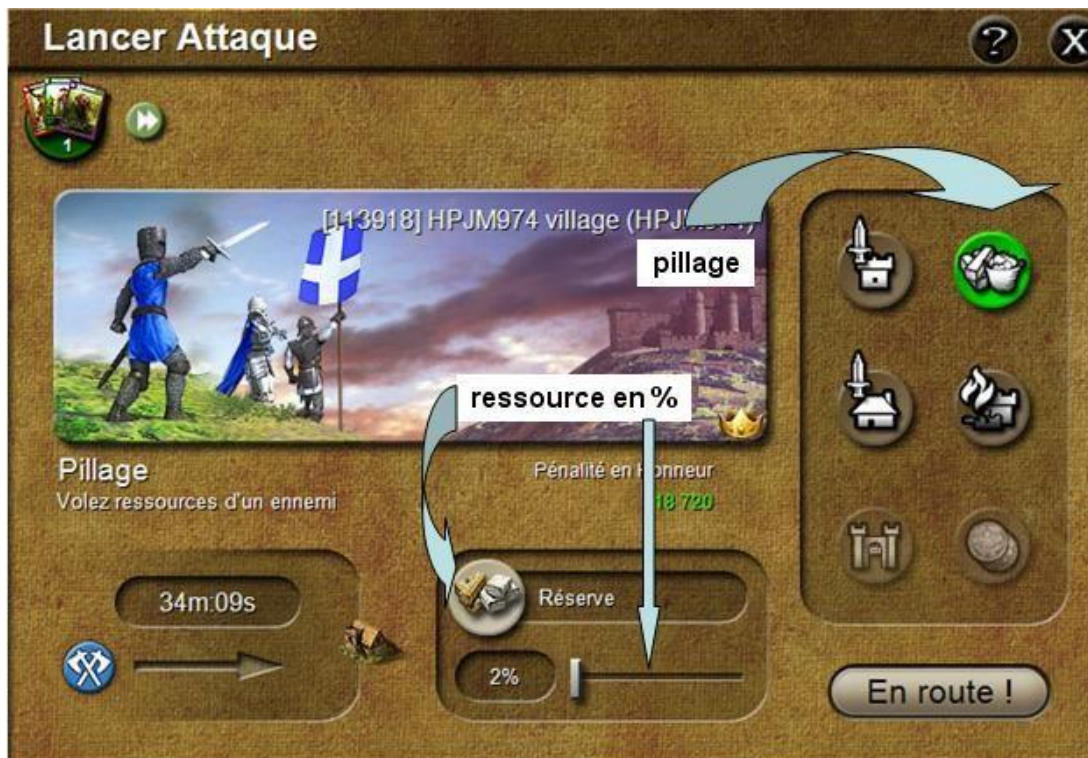 Lancer Attaque
?
X
1
[113918] HPJM974 village (HPJM974)
pillage
ressource en %
Pillage
Pénalité en Honneur
Volez ressources d'un ennemi
18 720
34m:09s
Réserve
2%
En route !